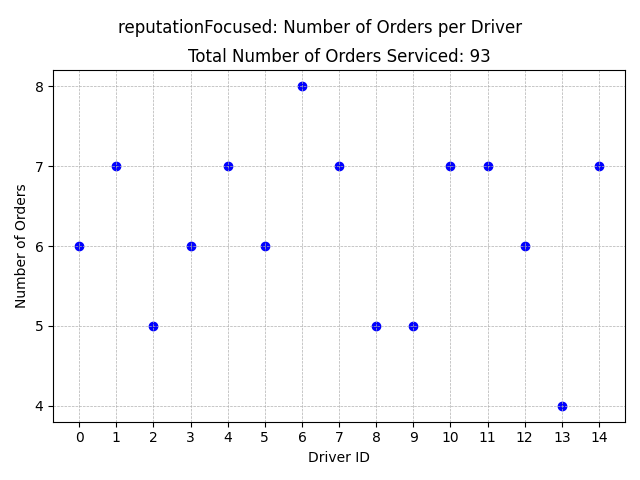 reputationFocused: Number of Orders per Driver
Total Number of Orders Serviced: 93
8
7
6
5
4
Number of Orders
0 1 2 3 4 5 6 7 8 9 10 11 12 13 14
Driver ID